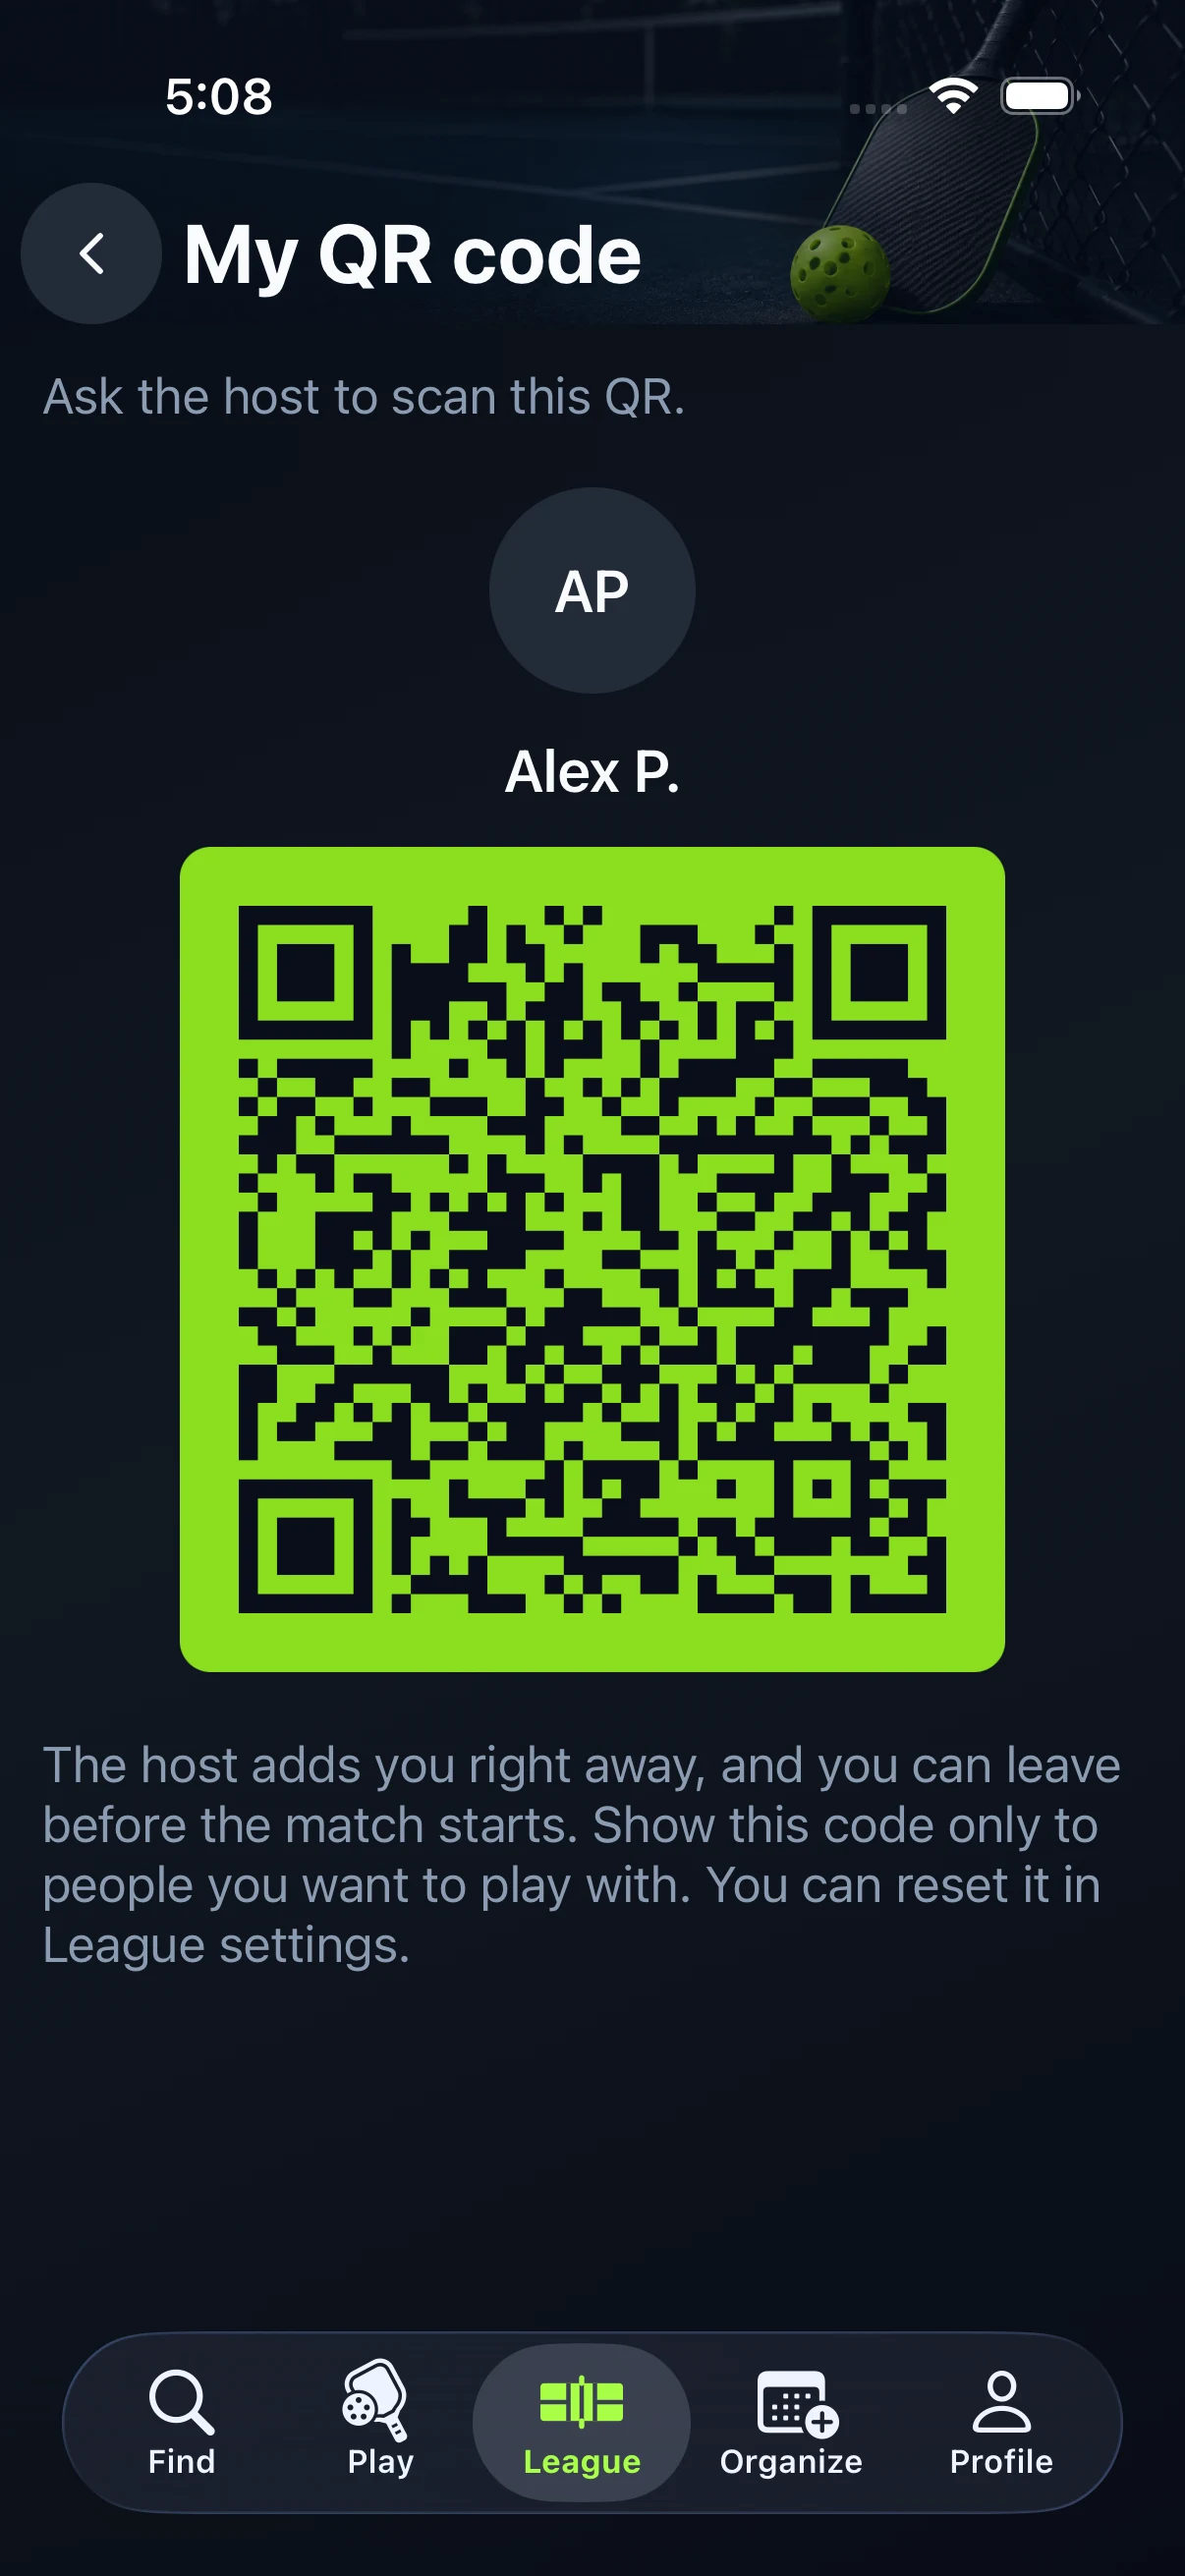 5:08
My QR code
Ask the host to scan this QR.
AP
Alex P.
The host adds you right away, and you can leave
before the match starts. Show this code only to
people you want to play with. You can reset it in
League settings.
Find
Play
League
Organize
Profile